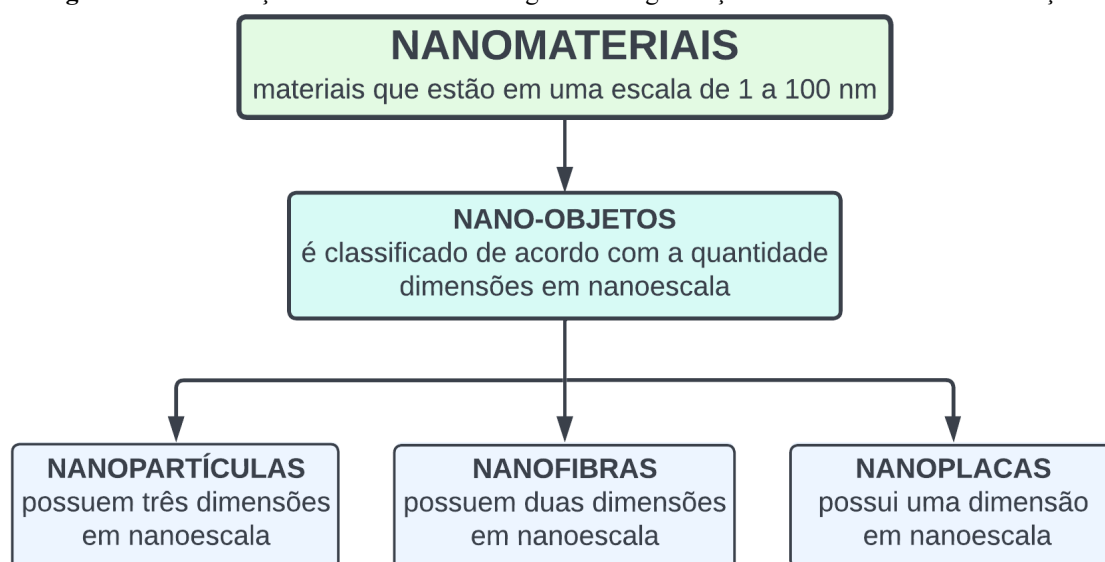 NANOMATERIAIS
materiais que estão em uma escala de 1 a 100 nm
NANO-OBJETOS
é classificado de acordo com a quantidade
dimensões em nanoescala
NANOPARTÍCULAS
possuem três dimensões
em nanoescala
NANOFIBRAS
possuem duas dimensões
em nanoescala
NANOPLACAS
possui uma dimensão
em nanoescala